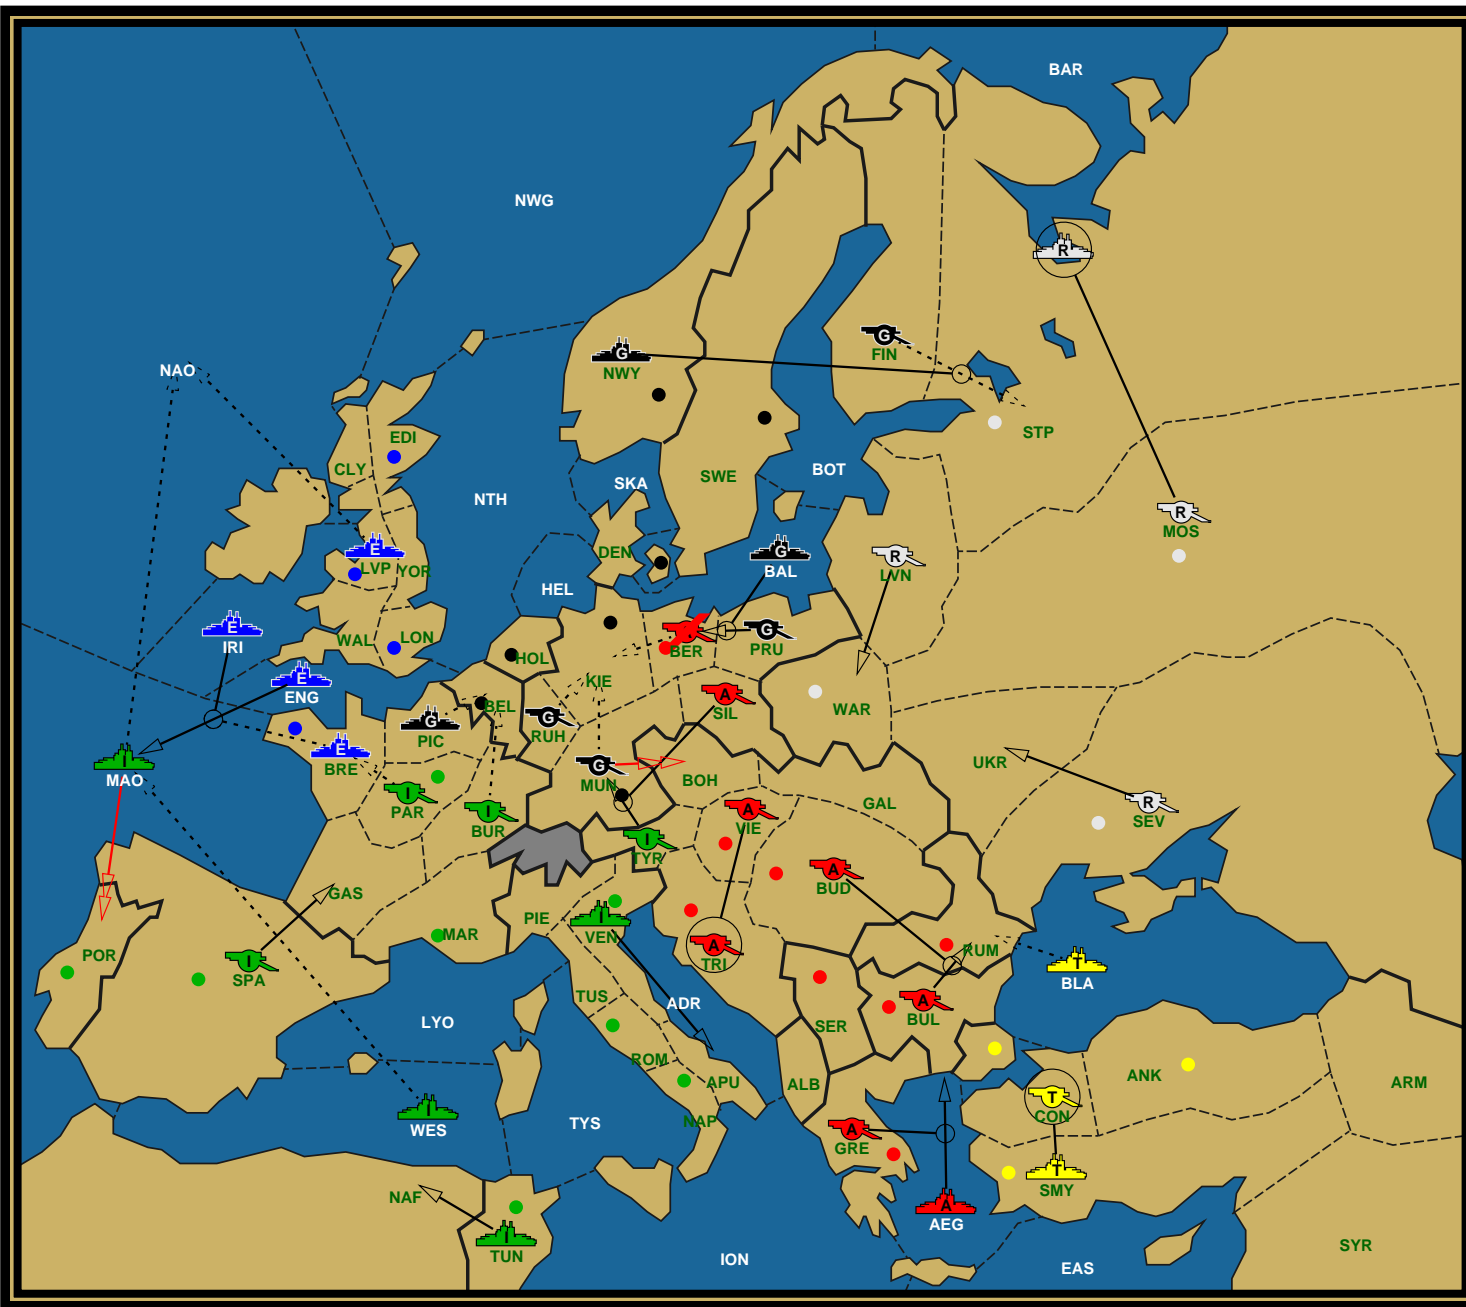 BAR
NWG
R
G
FIN
G
NWY
NAO
EDI
STP
CLY
SWE
BOT
SKA
NTH
R
MOS
E
LVP
YOR
DEN
G
BAL
R
LVN
HEL
E
IRI
WAL
LON
HOL
BER
G
PRU
E
ENG
KIE
A
SIL
WAR
BEL
G
PIC
G
RUH
E
BRE
I
MAO
G
MUN
BOH
UKR
I
PAR
I
BUR
A
VIE
GAL
R
SEV
I
TYR
A
BUD
GAS
PIE
I
VEN
MAR
A
TRI
RUM
POR
I
SPA
T
BLA
TUS
ADR
A
BUL
LYO
SER
ROM
APU
ALB
ANK
ARM
T
CON
I
WES
TYS
NAP
A
GRE
T
SMY
NAF
A
AEG
I
TUN
ION
EAS
SYR